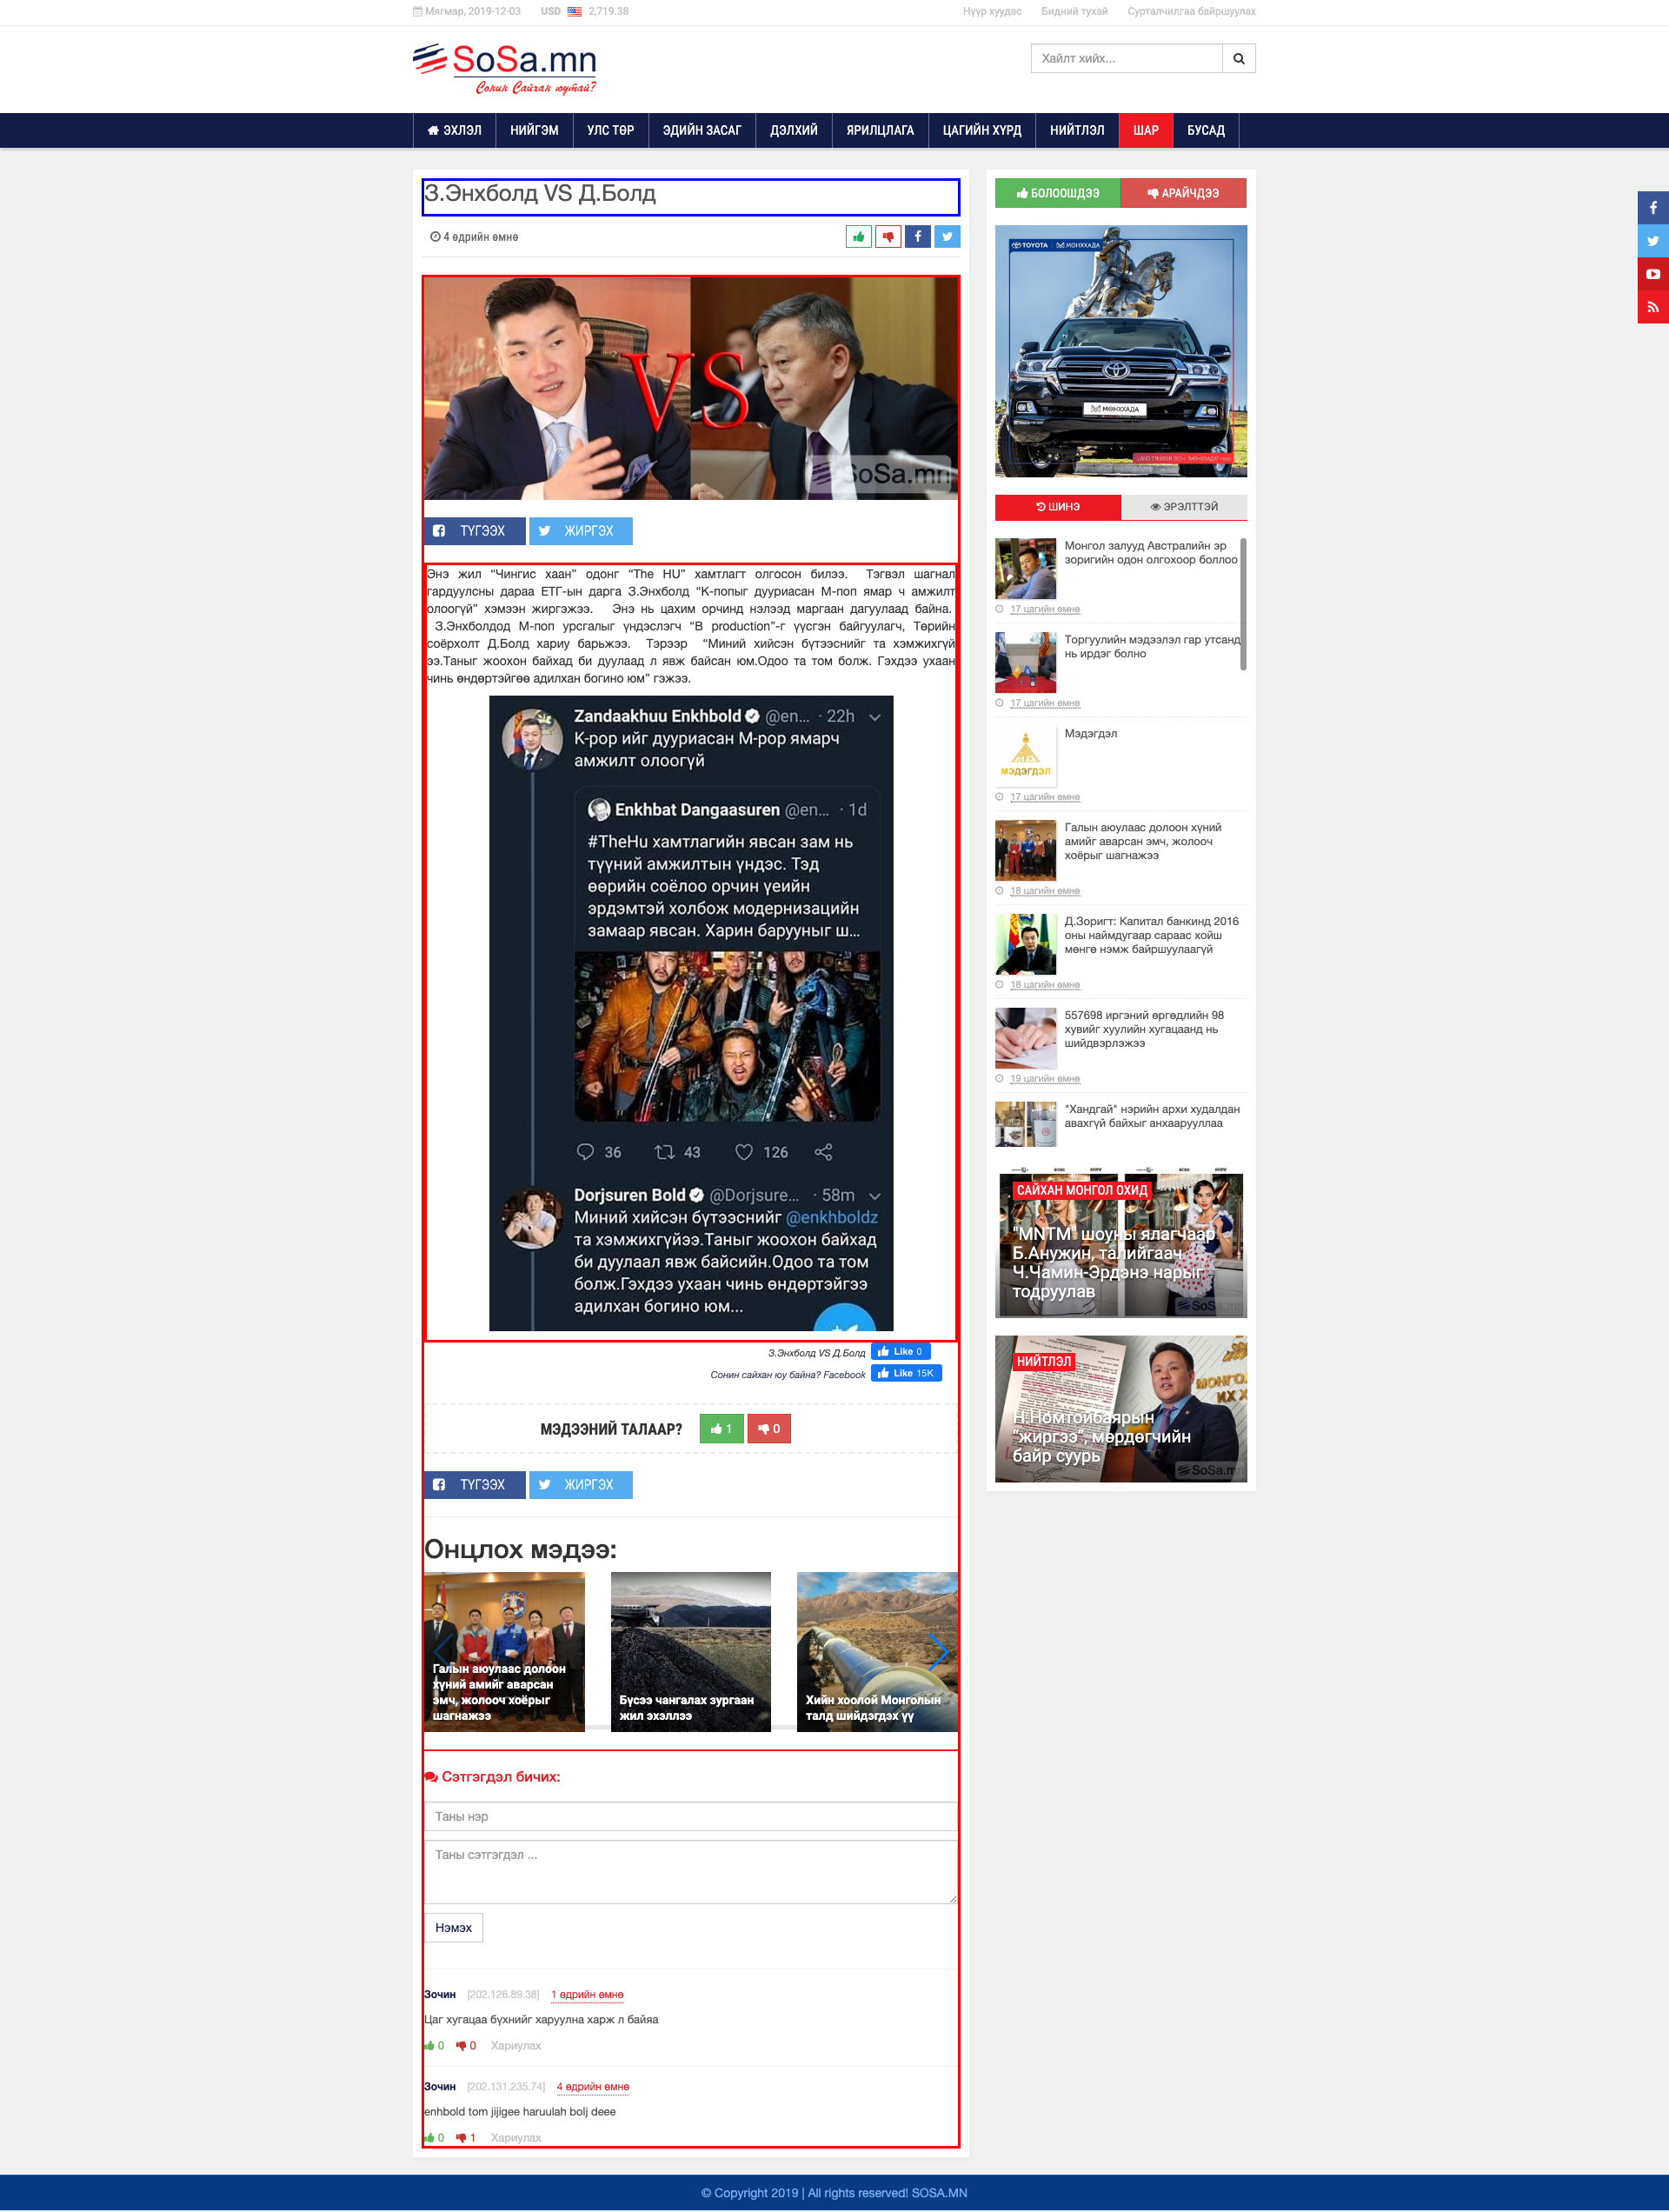 Мягмар, 2019-12-03 USD 2,719.38 Нүүр хуудас Бидний тухай Сурталчилгаа байршуулах
SoSa.mn
Сонин Сайхан юутай?
Хайлт хийх...
ЭХЛЭЛ НИЙГЭМ УЛС ТӨР ЭДИЙН ЗАСАГ ДЭЛХИЙ ЯРИЛЦЛАГА ЦАГИЙН ХҮРД НИЙТЛЭЛ ШАР БУСАД
З.Энхболд VS Д.Болд
4 өдрийн өмнө
VS
SoSa.mn
ТҮГЭЭХ ЖИРГЭХ
Энэ жил “Чингис хаан” одонг “The HU” хамтлагт олгосон билээ. Тэгвэл шагнал
гардуулсны дараа ЕТГ-ын дарга З.Энхболд “К-попыг дууриасан М-поп ямар ч амжилт
олоогүй” хэмээн жиргэжээ. Энэ нь цахим орчинд нэлээд маргаан дагуулаад байна.
З.Энхболдод М-поп урсгалыг үндэслэгч “B production”-г үүсгэн байгуулагч, Төрийн
соёрхолт Д.Болд хариу барьжээ. Тэрээр “Миний хийсэн бүтээснийг та хэмжихгүй
ээ.Таныг жоохон байхад би дуулаад л явж байсан юм.Одоо та том болж. Гэхдээ ухаан
чинь өндөртэйгөө адилхан богино юм” гэжээ.
Zandaakhuu Enkhbold @en... · 22h
К-рор ийг дууриасан М-рор ямарч
амжилт олоогүй
Enkhbat Dangaasuren @en... · 1d
#TheHu хамтлагийн явсан зам нь
түүний амжилтын үндэс. Тэд
өөрийн соёлоо орчин үеийн
эрдэмтэй холбож модернизацийн
замаар явсан. Харин барууныг ш...
36 43 126
Dorjsuren Bold @Dorjsure... · 58m
Миний хийсэн бүтээснийг @enkhboldz
та хэмжихгүйээ.Таныг жоохон байхад
би дуулаал явж байсийн.Одоо та том
болж.Гэхдээ ухаан чинь өндөртэйгээ
адилхан богино юм...
З.Энхболд VS Д.Болд Like 0
Сонин сайхан юу байна? Facebook Like 15K
МЭДЭЭНИЙ ТАЛААР? 1 0
ТҮГЭЭХ ЖИРГЭХ
Онцлох мэдээ:
Галын аюулаас долоон
хүний амийг аварсан
эмч, жолооч хоёрыг
шагнажээ
Бүсээ чангалах зургаан
жил эхэллээ
Хийн хоолой Монголын
талд шийдэгдэх үү
Сэтгэгдэл бичих:
Таны нэр
Таны сэтгэгдэл ...
Нэмэх
Зочин [202.126.89.38] 1 өдрийн өмнө
Цаг хугацаа бүхнийг харуулна харж л байяа
0 0 Хариулах
Зочин [202.131.235.74] 4 өдрийн өмнө
enhbold tom jijigee haruulah bolj deee
0 1 Хариулах
БОЛООШДЭЭ АРАЙЧДЭЭ
TOYOTA МӨНХХАДА
МӨНХХАДА
ШИНЭ ЭРЭЛТТЭЙ
Монгол залууд Австралийн эр
зоригийн одон олгохоор боллоо
17 цагийн өмнө
Торгуулийн мэдээлэл гар утсанд
нь ирдэг болно
17 цагийн өмнө
Мэдэгдэл
МЭДЭГДЭЛ
17 цагийн өмнө
Галын аюулаас долоон хүний
амийг аварсан эмч, жолооч
хоёрыг шагнажээ
18 цагийн өмнө
Д.Зоригт: Капитал банкинд 2016
оны наймдугаар сараас хойш
мөнгө нэмж байршуулаагүй
18 цагийн өмнө
557698 иргэний өргөдлийн 98
хувийг хуулийн хугацаанд нь
шийдвэрлэжээ
19 цагийн өмнө
"Хандгай" нэрийн архи худалдан
авахгүй байхыг анхаарууллаа
САЙХАН МОНГОЛ ОХИД
"MNTM" шоуны ялагчаар
Б.Анужин, талийгаач
Ч.Чамин-Эрдэнэ нарыг
тодруулав
SoSa.mn
НИЙТЛЭЛ
Н.Номтойбаярын
“жиргээ”, мөрдөгчийн
байр суурь
SoSa.mn
© Copyright 2019 | All rights reserved! SOSA.MN